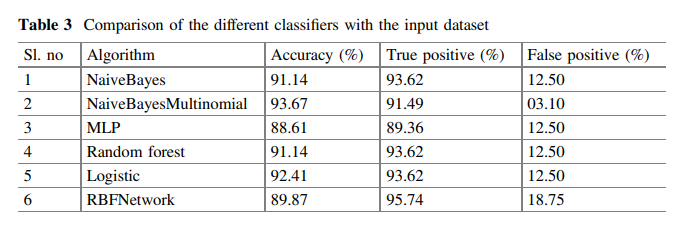 Table 3 Comparison of the different classifiers with the input dataset
Sl. no Algorithm Accuracy (%) True positive (%) False positive (%)
1 NaiveBayes 91.14 93.62 12.50
2 NaiveBayesMultinomial 93.67 91.49 03.10
3 MLP 88.61 89.36 12.50
4 Random forest 91.14 93.62 12.50
5 Logistic 92.41 93.62 12.50
6 RBFNetwork 89.87 95.74 18.75